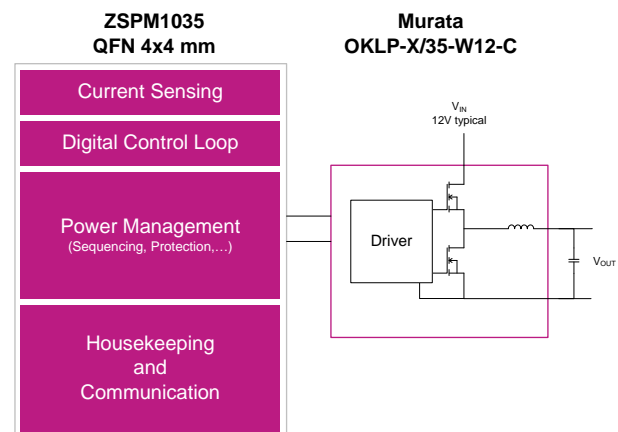 ZSPM1035
QFN 4x4 mm
Murata
OKLP-X/35-W12-C
Current Sensing
Digital Control Loop
Power Management
(Sequencing, Protection,…)
Housekeeping
and
Communication
VIN
12V typical
Driver
VOUT